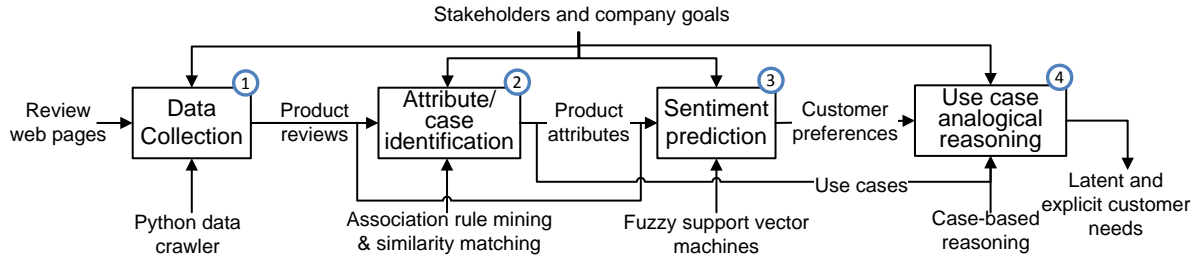 Stakeholders and company goals
1
2
3
4
Review
web pages
Data
Collection
Product
reviews
Attribute/
case
identification
Product
attributes
Sentiment
prediction
Customer
preferences
Use case
analogical
reasoning
Use cases
Python data
crawler
Association rule mining
& similarity matching
Fuzzy support vector
machines
Case-based
reasoning
Latent and
explicit customer
needs